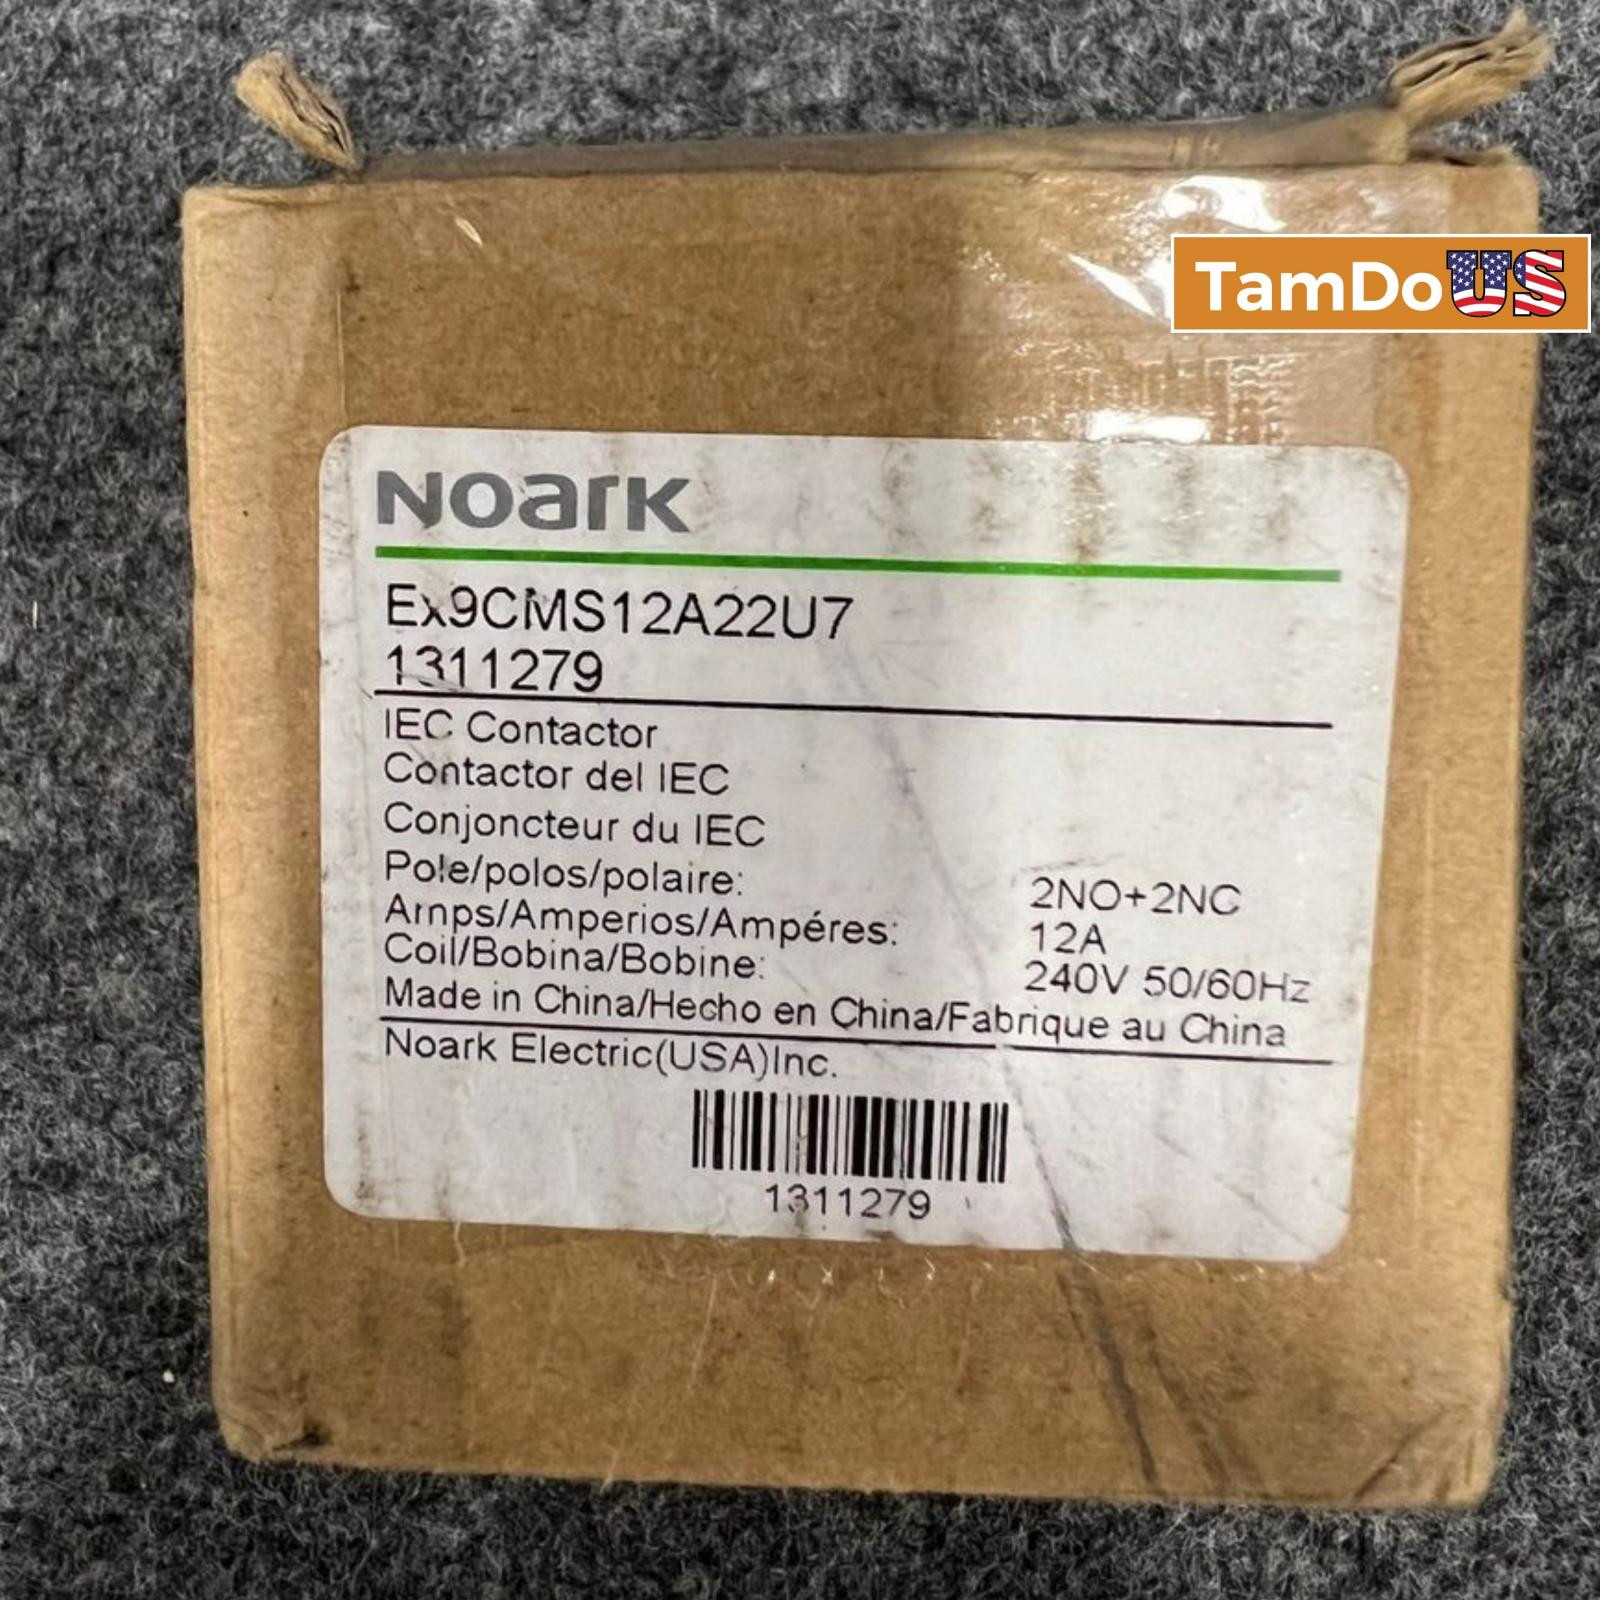 TamDoUS
Noark
Ex9CMS12A22U7
1311279
IEC Contactor
Contactor del IEC
Conjoncteur du IEC
Pole/polos/polaire: 2NO+2NC
Amps/Amperios/Ampéres: 12A
Coil/Bobina/Bobine: 240V 50/60Hz
Made in China/Hecho en China/Fabrique au China
Noark Electric(USA)Inc.
1311279